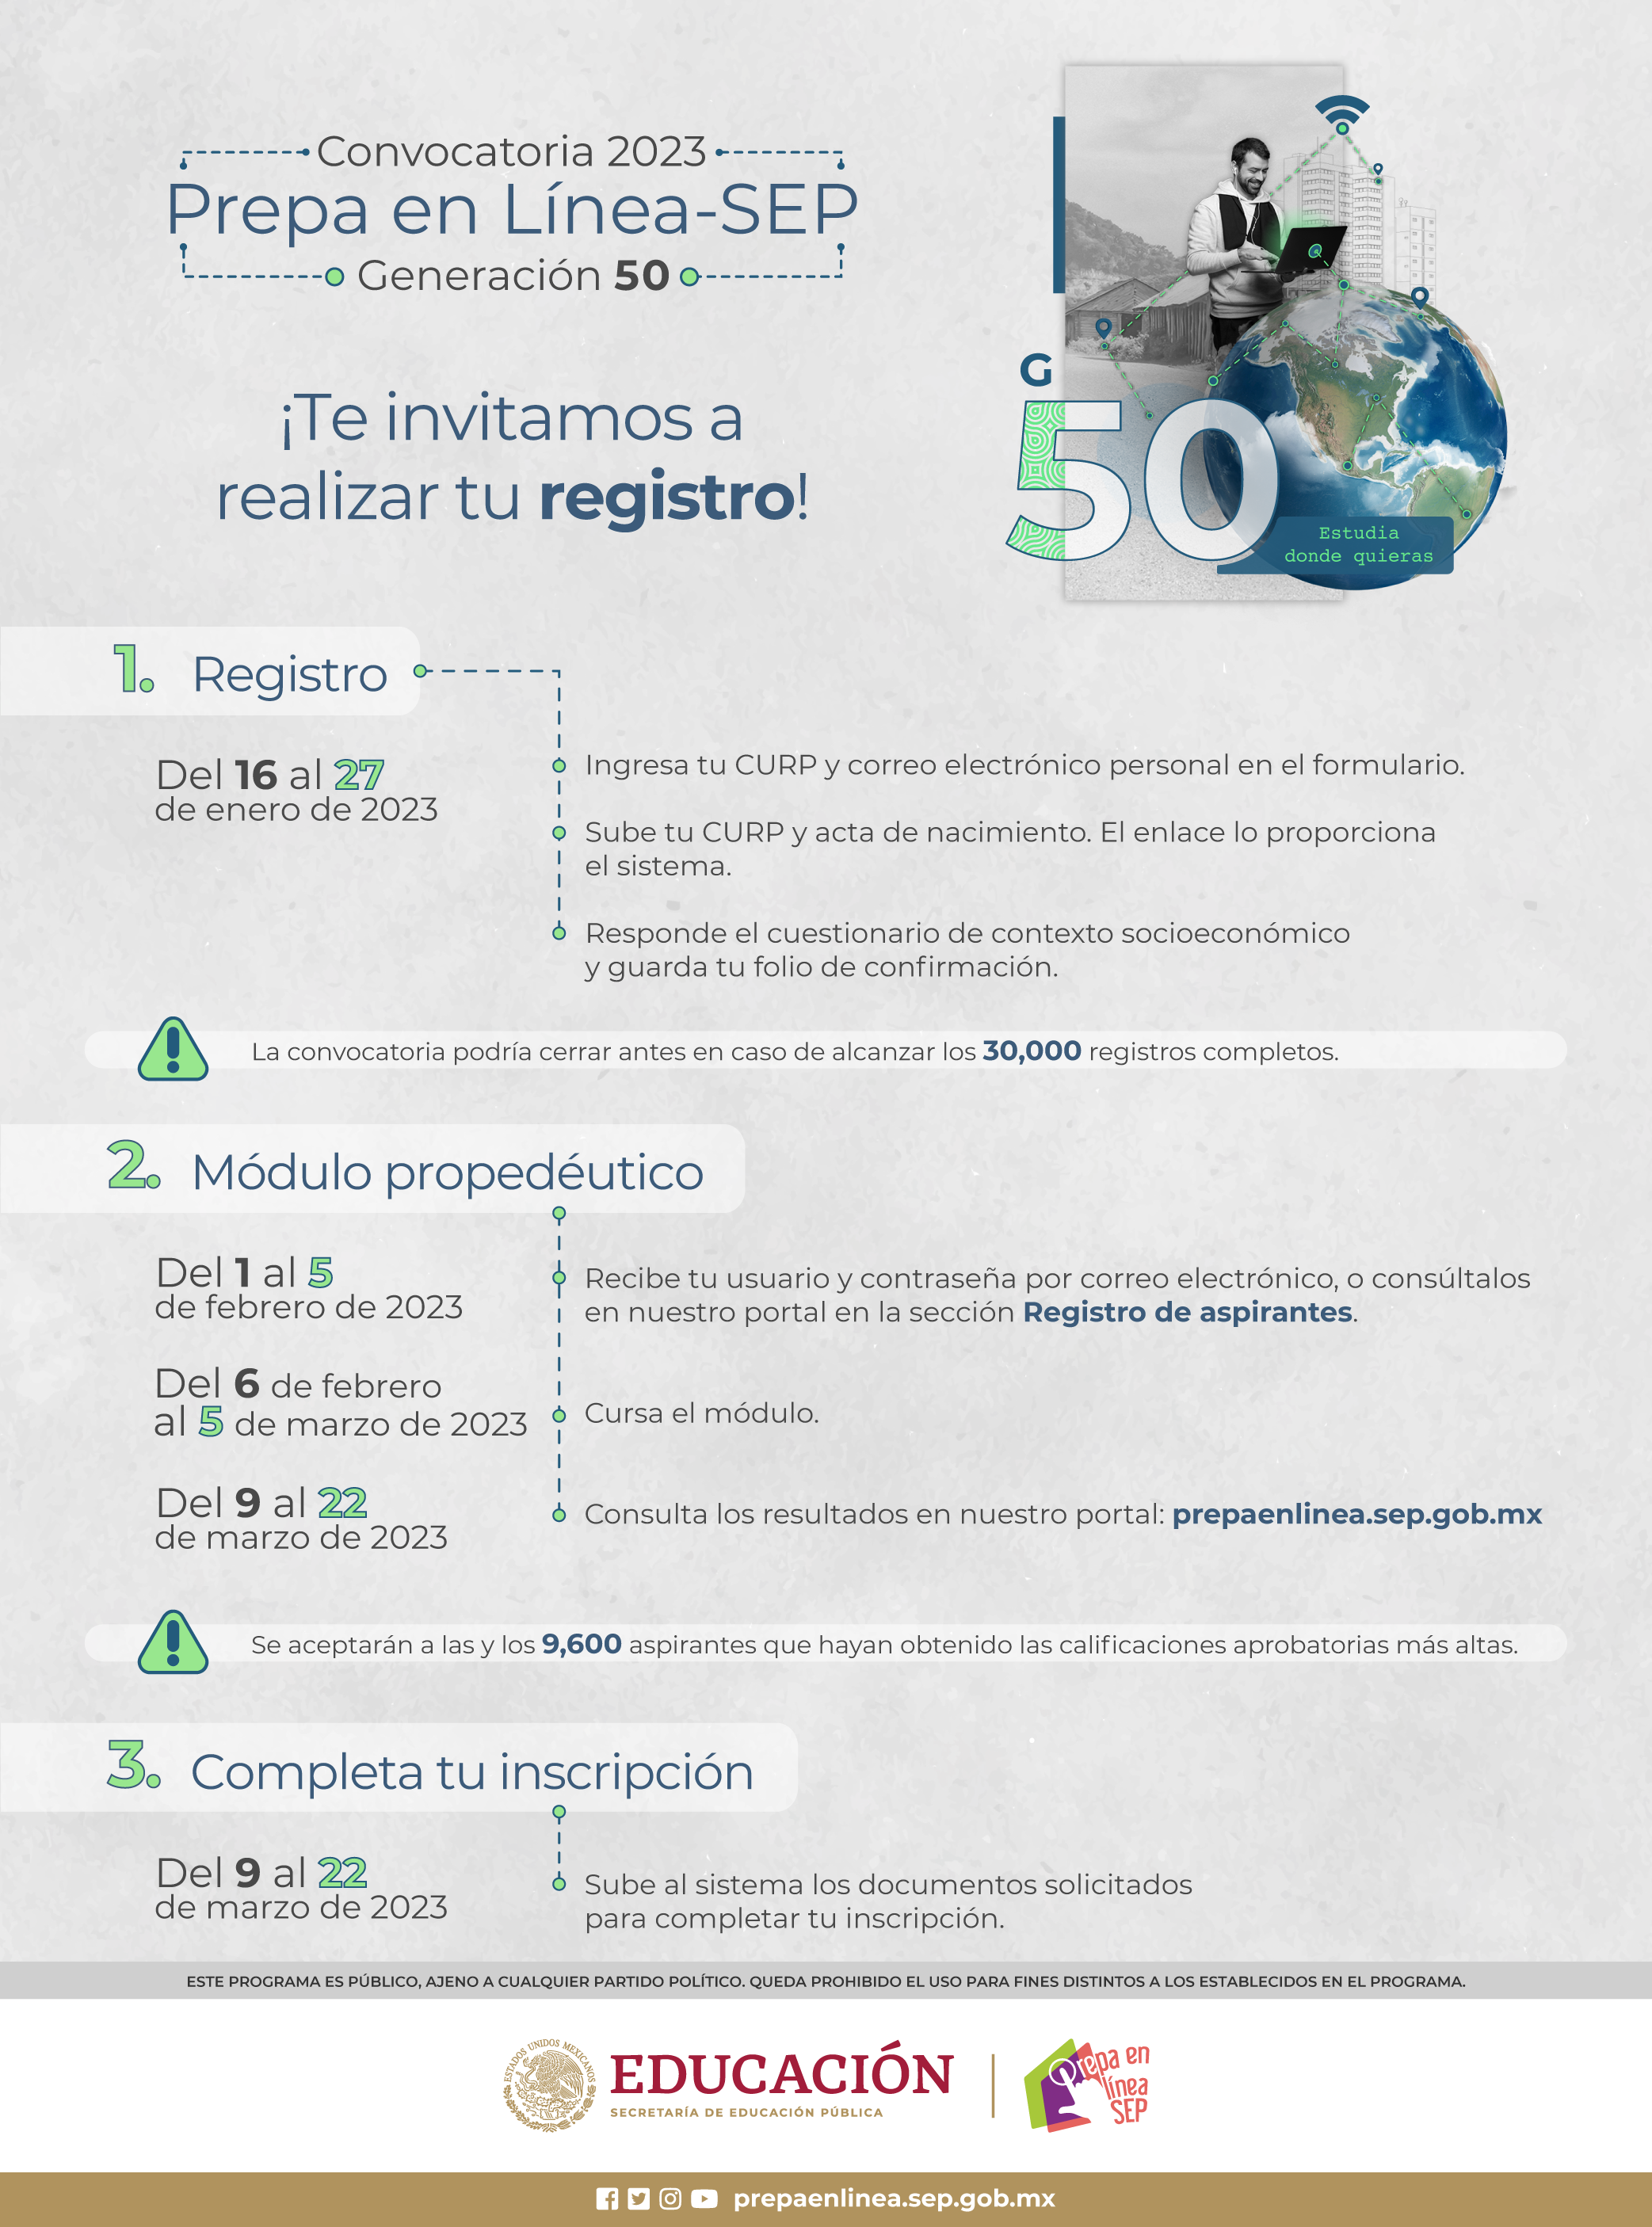 Convocatoria 2023
Prepa en Línea-SEP
Generación 50
¡Te invitamos a
realizar tu registro!
G
50
Estudia
donde quieras
1. Registro
Del 16 al 27
de enero de 2023
Ingresa tu CURP y correo electrónico personal en el formulario.
Sube tu CURP y acta de nacimiento. El enlace lo proporciona
el sistema.
Responde el cuestionario de contexto socioeconómico
y guarda tu folio de confirmación.
La convocatoria podría cerrar antes en caso de alcanzar los 30,000 registros completos.
2. Módulo propedéutico
Del 1 al 5
de febrero de 2023
Recibe tu usuario y contraseña por correo electrónico, o consúltalos
en nuestro portal en la sección Registro de aspirantes.
Del 6 de febrero
al 5 de marzo de 2023
Cursa el módulo.
Del 9 al 22
de marzo de 2023
Consulta los resultados en nuestro portal: prepaenlinea.sep.gob.mx
Se aceptarán a las y los 9,600 aspirantes que hayan obtenido las calificaciones aprobatorias más altas.
3. Completa tu inscripción
Del 9 al 22
de marzo de 2023
Sube al sistema los documentos solicitados
para completar tu inscripción.
ESTE PROGRAMA ES PÚBLICO, AJENO A CUALQUIER PARTIDO POLÍTICO. QUEDA PROHIBIDO EL USO PARA FINES DISTINTOS A LOS ESTABLECIDOS EN EL PROGRAMA.
ESTADOS UNIDOS MEXICANOS
EDUCACIÓN
SECRETARÍA DE EDUCACIÓN PÚBLICA
Prepa en
línea
SEP
prepaenlinea.sep.gob.mx